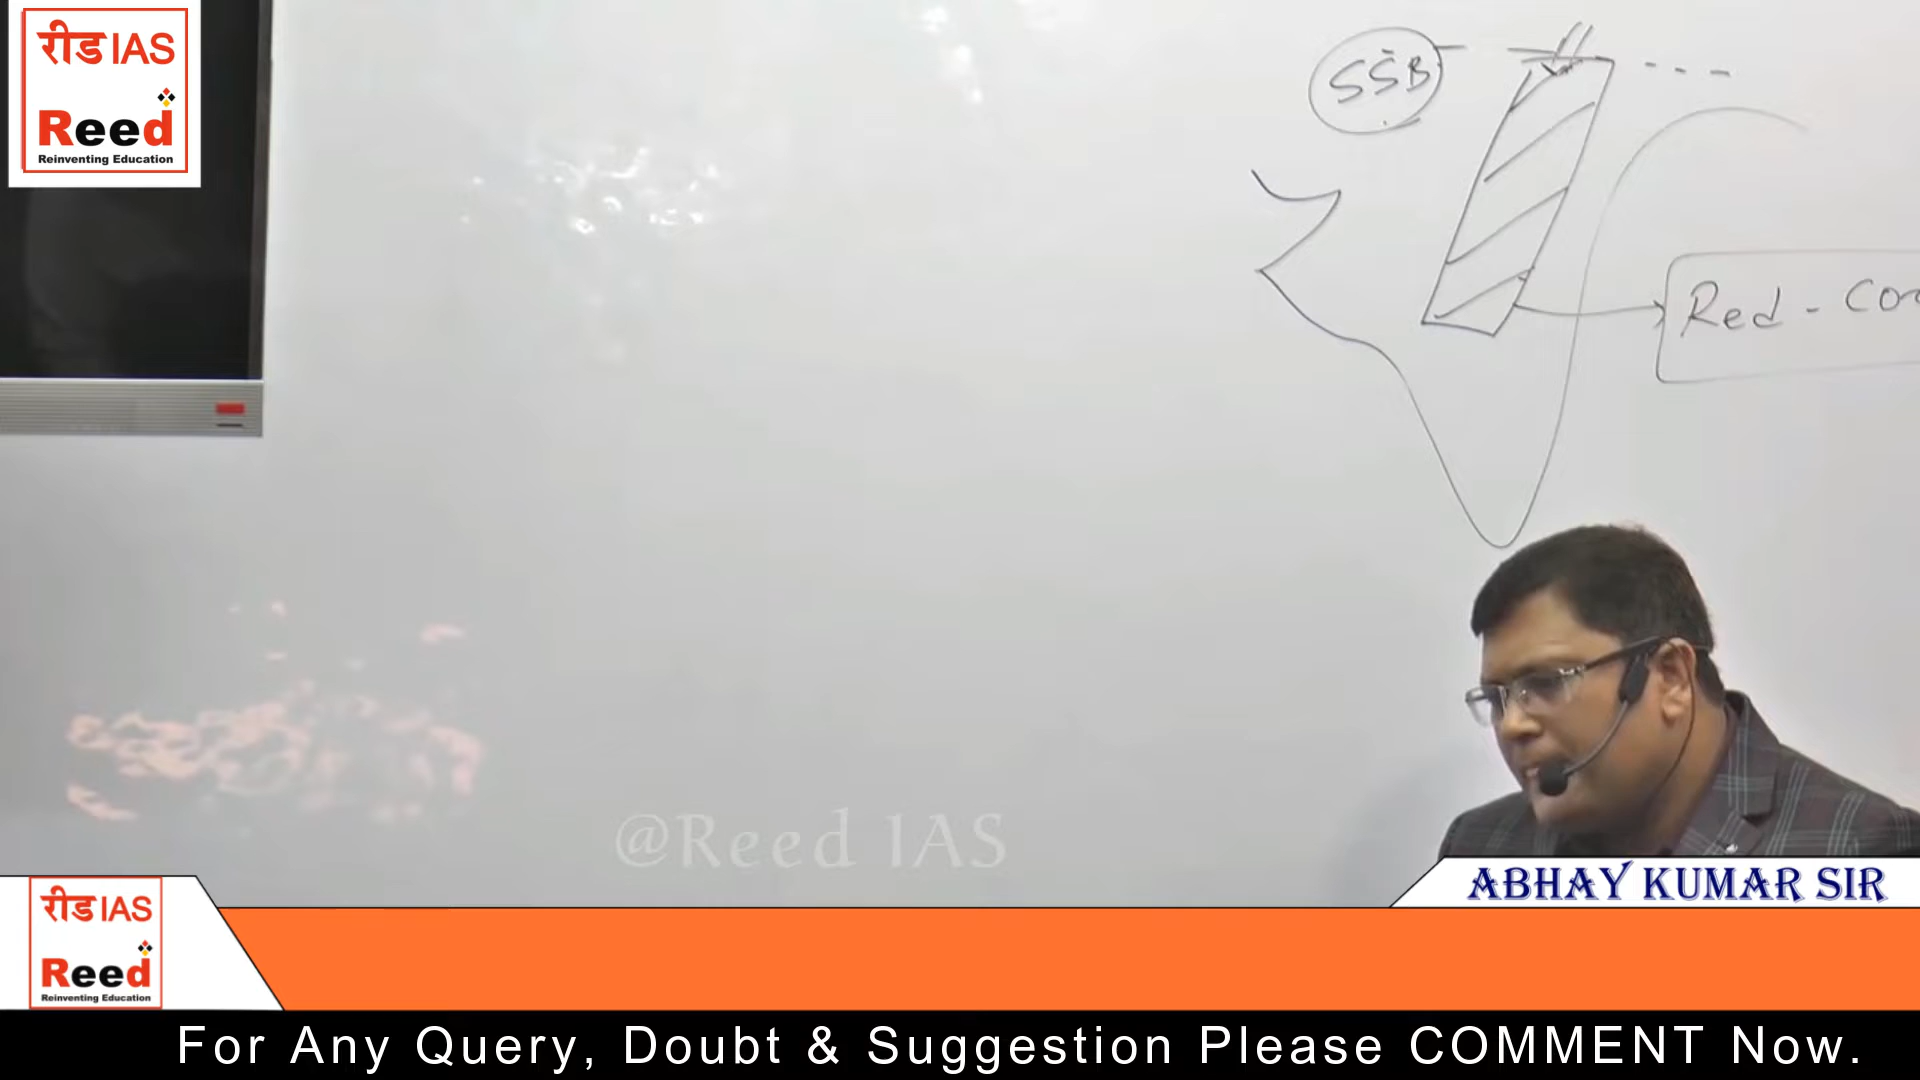 रीड IAS
Reed
Reinventing Education
SSB
Red -
@Reed IAS
ABHAY KUMAR SIR
रीड IAS
Reed
Reinventing Education
For Any Query, Doubt & Suggestion Please COMMENT Now.